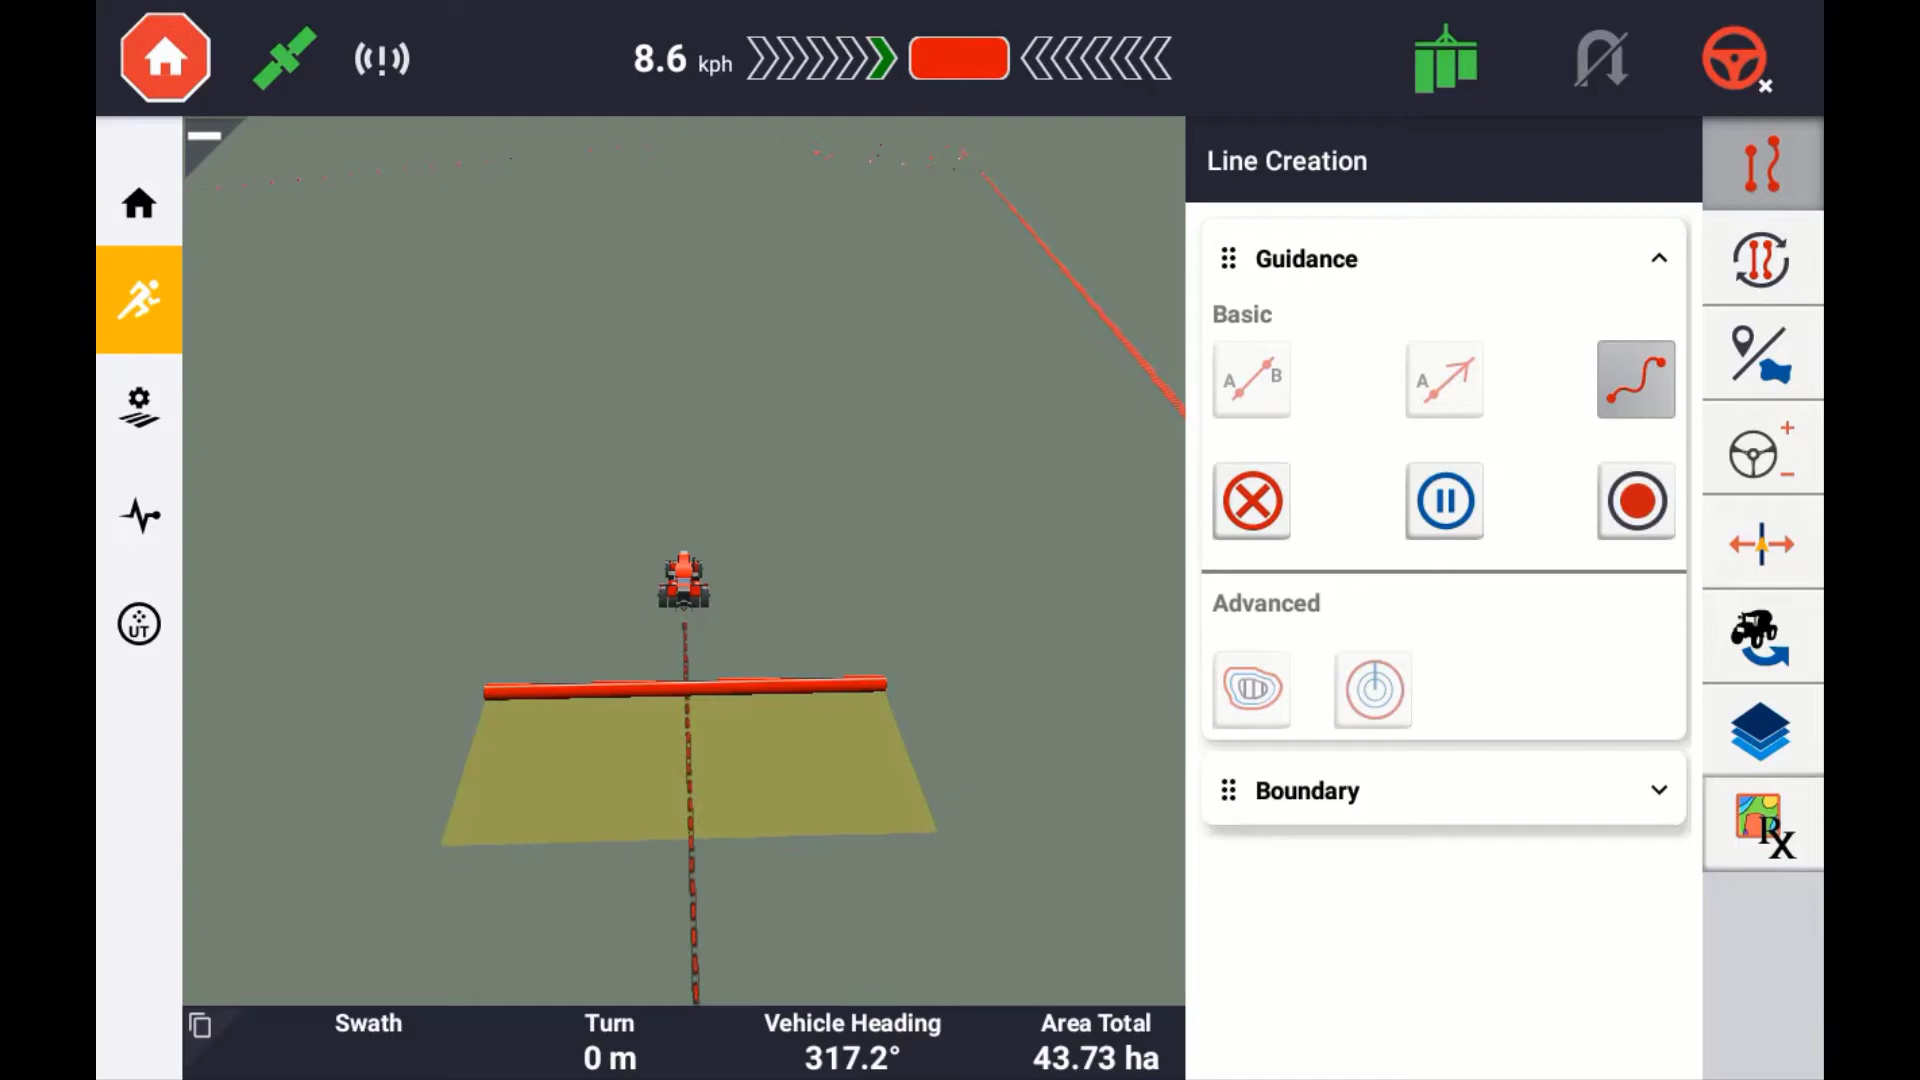 8.6 kph
Line Creation
Guidance
Basic
A B
A
Advanced
Boundary
UT
Rx
Swath
Turn
0 m
Vehicle Heading
317.2°
Area Total
43.73 ha